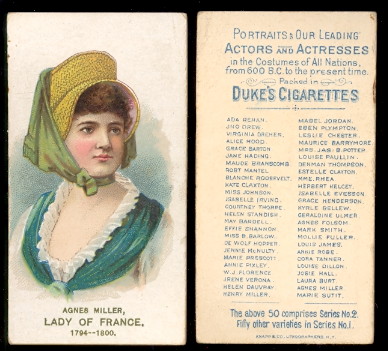 AGNES MILLER,
LADY OF FRANCE,
1794--1800.
PORTRAITS OF OUR LEADING
ACTORS AND ACTRESSES
in the Costumes of All Nations,
from 600 B.C. to the present time.
Packed in
DUKE'S CIGARETTES
ADA REHAN.
JNO DREW.
VIRGINIA DREHER.
ALICE HOOD.
GRACE BARTON
JANE HADING.
MAUDE BRANSCOMB.
ROBT MANTEL
BLANCHE ROOSEVELT.
KATE CLAXTON
MISS JOHNSON.
ISABELLE IRVING.
COURTNEY THORPE
HELEN STANDISH.
MAY BARDELL.
EFFIE SHANNON
MISS D. BARLOW.
DE WOLF HOPPER.
JENNIE McNULTY
MARIE PRESCOTT
ANNIE PIXLEY
W.J. FLORENCE
IRENE VERONA
HELEN DAUVRAY
HENRY MILLER.
MABEL JORDAN.
EBEN PLYMPTON.
LESLIE CHESTER.
MAURICE BARRYMORE
MRS. JAS. B. POTTER
LOUISE PAULLIN.
OSMAN THOMPSON.
ESTELLE CLAYTON.
MME. RHEA
HERBERT KELCEY.
ISABELLE EVESSON
GRACE HENDERSON
KYRLE BELLEW.
GERALDINE ULMER
AGNES FOLSOM.
MARK SMITH.
MOLLIE FULLER.
LOUIS JAMES.
ANNIE ROBE.
CORA TANNER.
LOUISE DILLON.
JOSIE HALL.
LAURA BURT.
AGNES MILLER
MARIE SUTIT.
The above 50 comprises Series No. 2.
Fifty other varieties in Series No. 1.